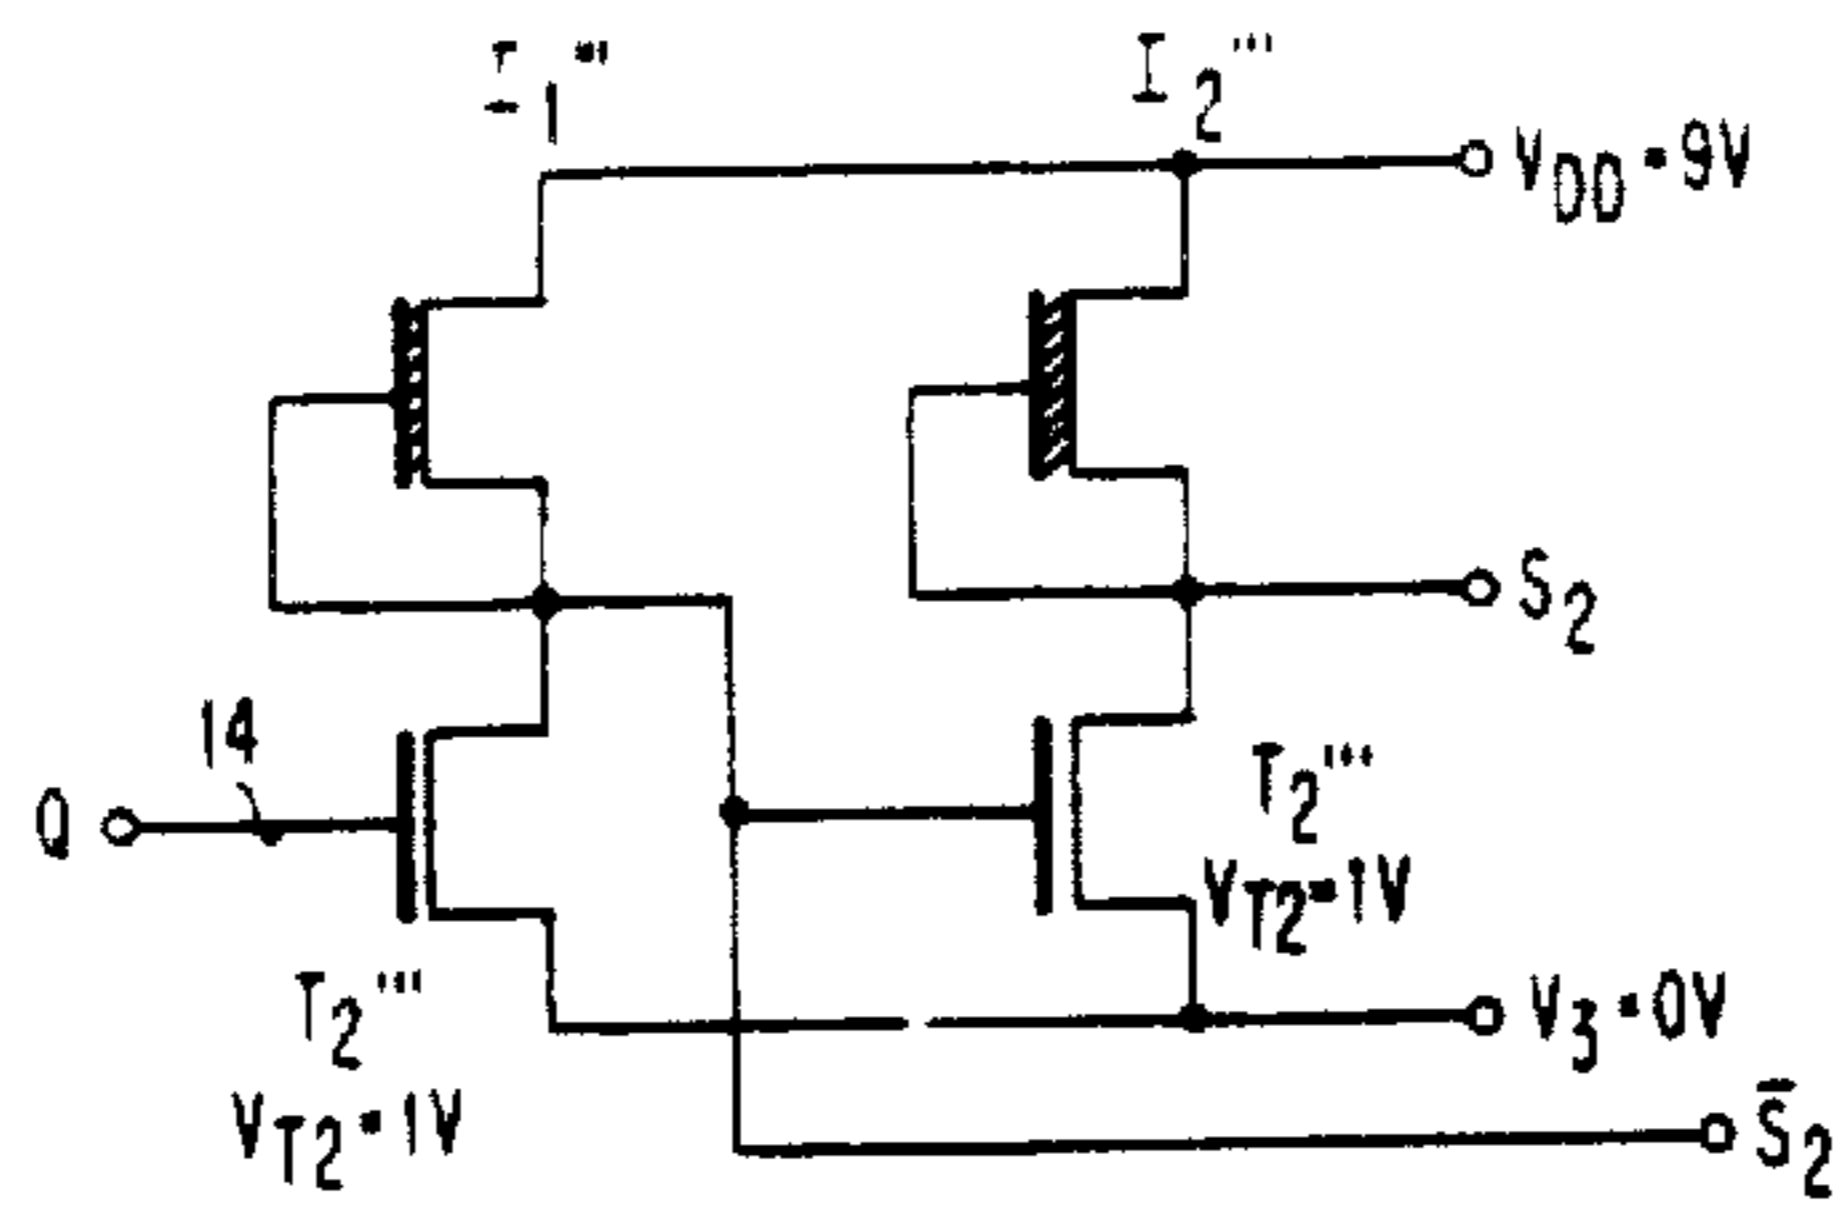 I1'''
I2'''
VDD=9V
S2
14
Q
T2'''
VT2=1V
T2'''
VT2=1V
V3=0V
S̅2